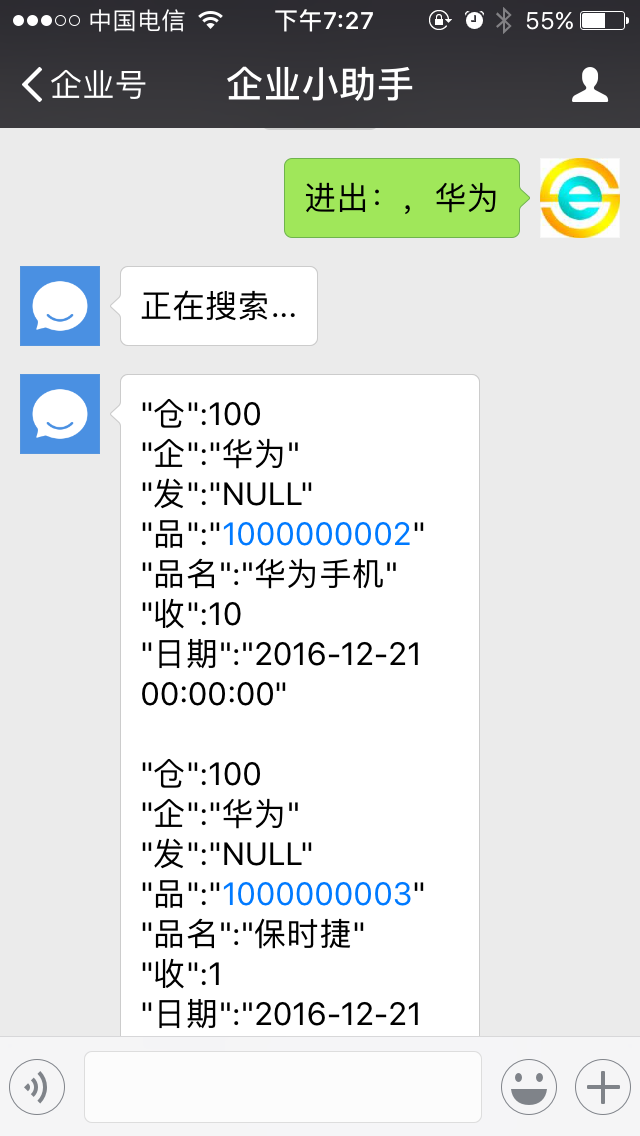 中国电信 下午7:27 55%
企业号 企业小助手
进出：，华为
正在搜索...
"仓":100
"企":"华为"
"发":"NULL"
"品":"1000000002"
"品名":"华为手机"
"收":10
"日期":"2016-12-21
00:00:00"
"仓":100
"企":"华为"
"发":"NULL"
"品":"1000000003"
"品名":"保时捷"
"收":1
"日期":"2016-12-21